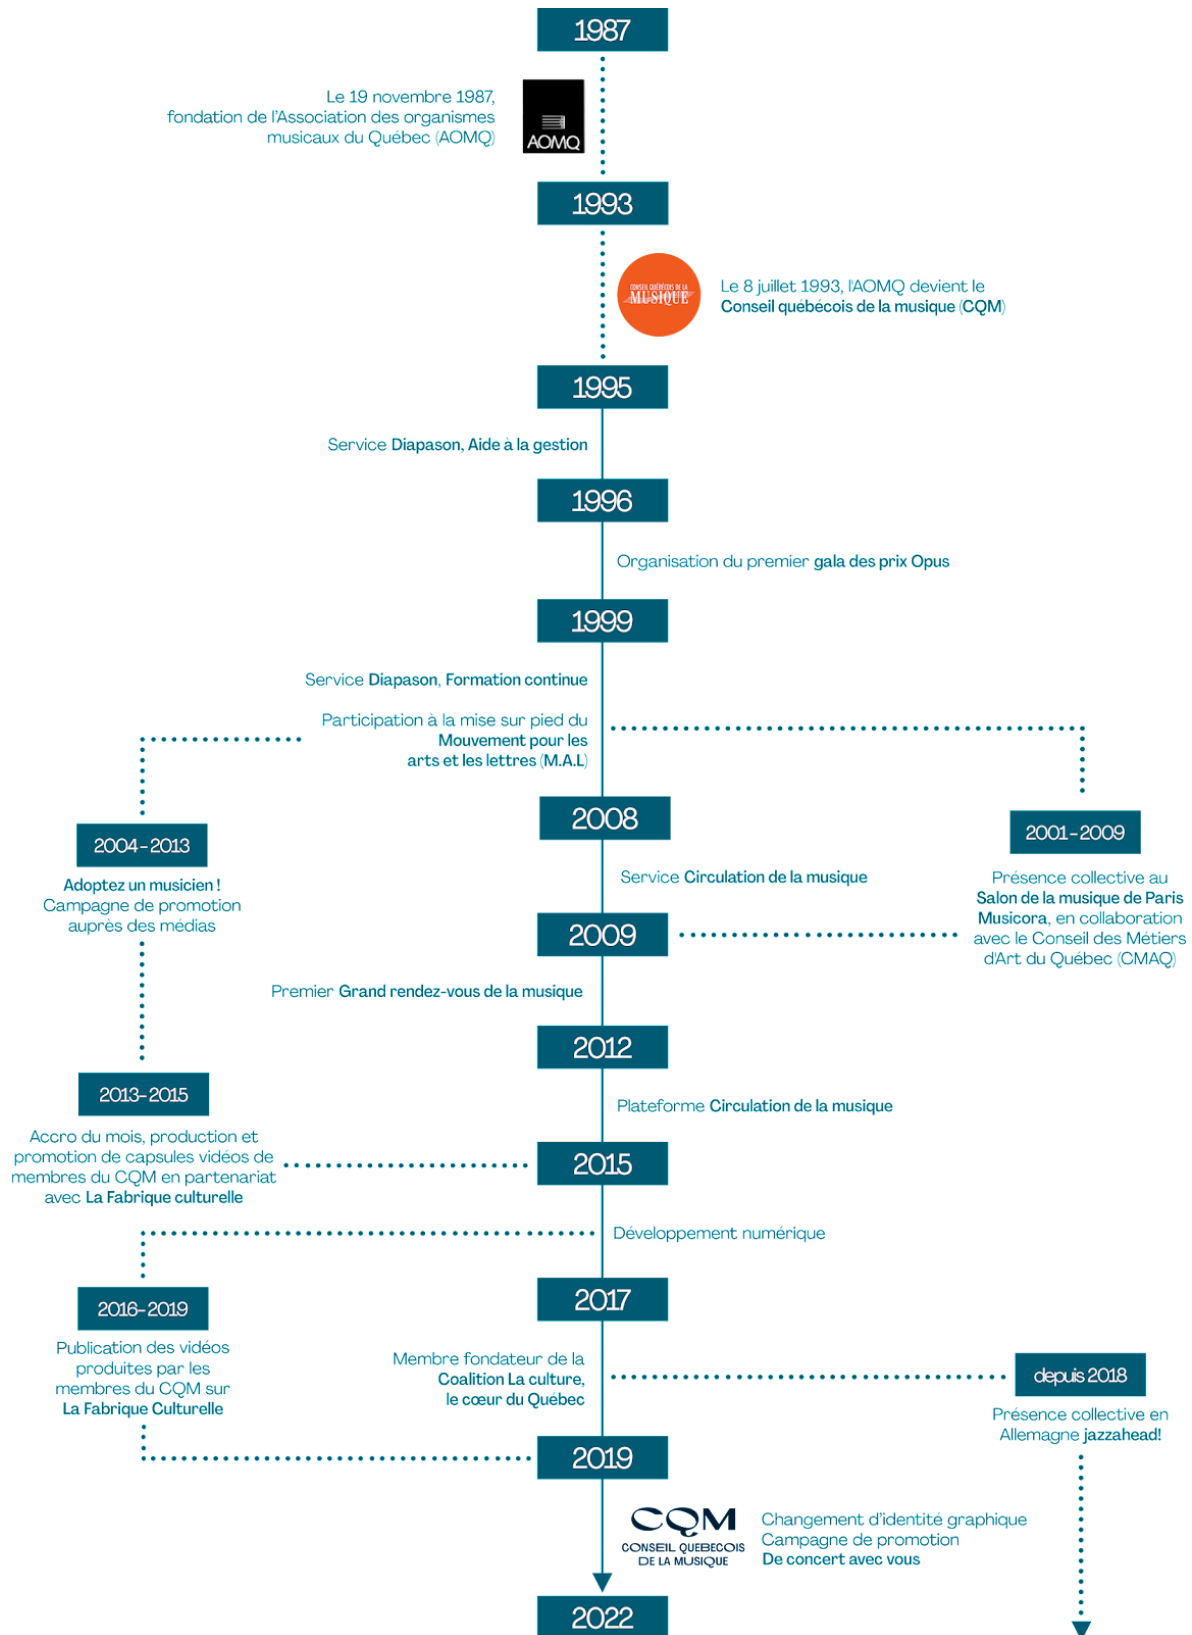 1987
Le 19 novembre 1987,
fondation de l'Association des organismes
musicaux du Québec (AOMQ)
AOMQ
1993
CONSEIL QUÉBÉCOIS DE LA
MUSIQUE
Le 8 juillet 1993, l'AOMQ devient le
Conseil québécois de la musique (CQM)
1995
Service Diapason, Aide à la gestion
1996
Organisation du premier gala des prix Opus
1999
Service Diapason, Formation continue
Participation à la mise sur pied du
Mouvement pour les
arts et les lettres (M.A.L)
2008
2004-2013
Adoptez un musicien !
Campagne de promotion
auprès des médias
2001-2009
Présence collective au
Salon de la musique de Paris
Musicora, en collaboration
avec le Conseil des Métiers
d'Art du Québec (CMAQ)
Service Circulation de la musique
2009
Premier Grand rendez-vous de la musique
2012
Plateforme Circulation de la musique
2013-2015
Accro du mois, production et
promotion de capsules vidéos de
membres du CQM en partenariat
avec La Fabrique culturelle
2015
Développement numérique
2016-2019
Publication des vidéos
produites par les
membres du CQM sur
La Fabrique Culturelle
2017
Membre fondateur de la
Coalition La culture,
le cœur du Québec
depuis 2018
Présence collective en
Allemagne jazzahead!
2019
CQM
CONSEIL QUEBECOIS
DE LA MUSIQUE
Changement d'identité graphique
Campagne de promotion
De concert avec vous
2022